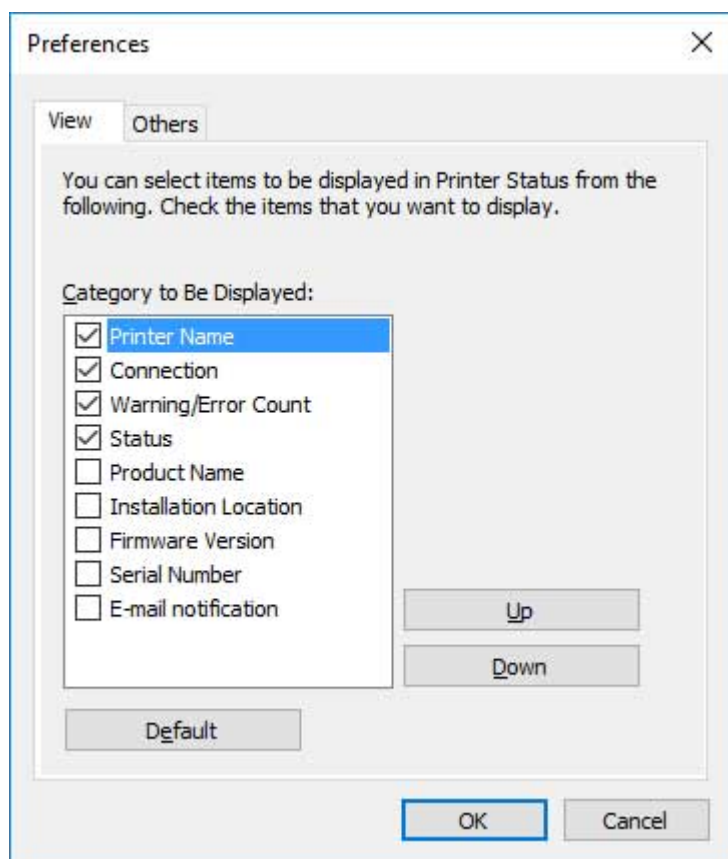 Preferences
View
Others
You can select items to be displayed in Printer Status from the
following. Check the items that you want to display.
Category to Be Displayed:
Printer Name
Connection
Warning/Error Count
Status
Product Name
Installation Location
Firmware Version
Serial Number
E-mail notification
Up
Down
Default
OK
Cancel